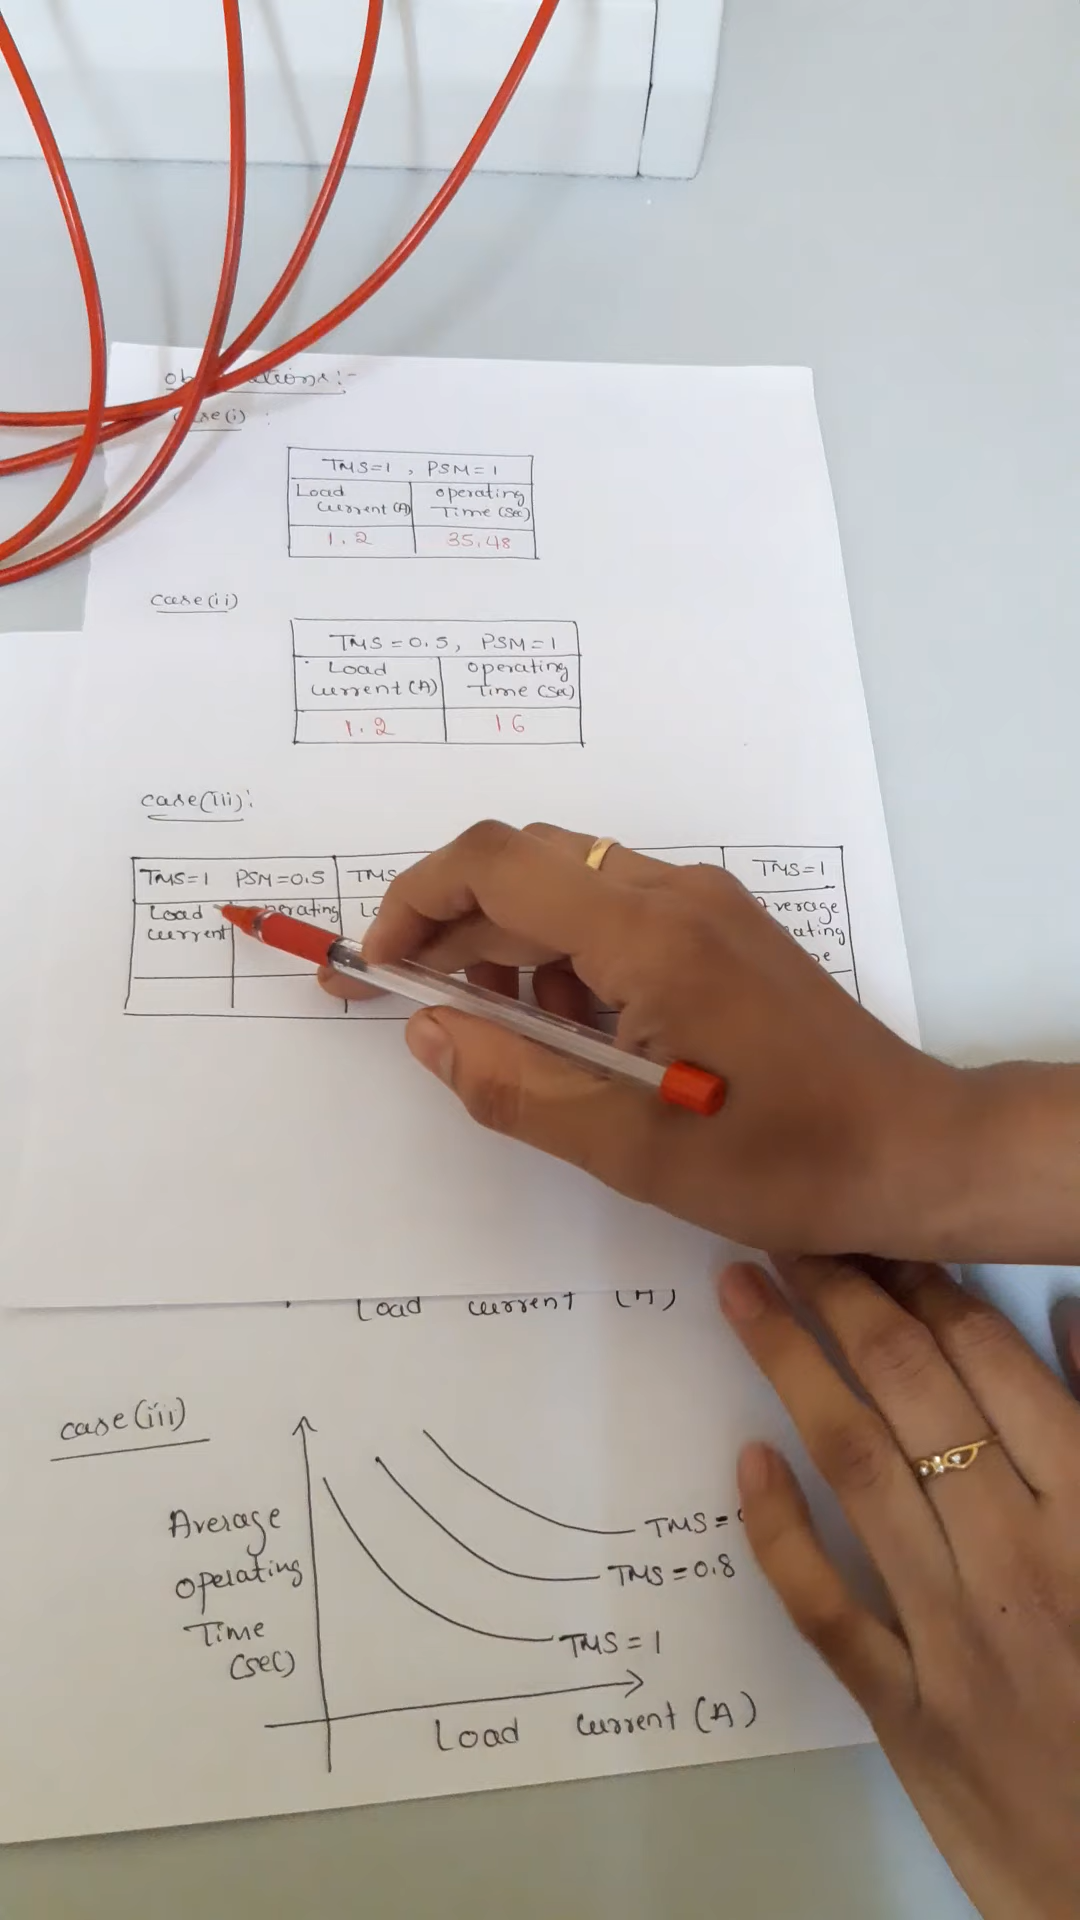 case(i) :
TMS=1 , PSM=1
Load
current (A)
operating
Time (sec)
1.2
35.48
case(ii)
TMS=0.5, PSM=1
Load
current (A)
operating
Time (sec)
1.2
16
case(iii):
TMS=1 PSM=0.5
TMS
TMS=1
Load
current
Load current (A)
case(iii)
Average
operating
Time
(sec)
TMS =
TMS = 0.8
TMS = 1
Load current (A)